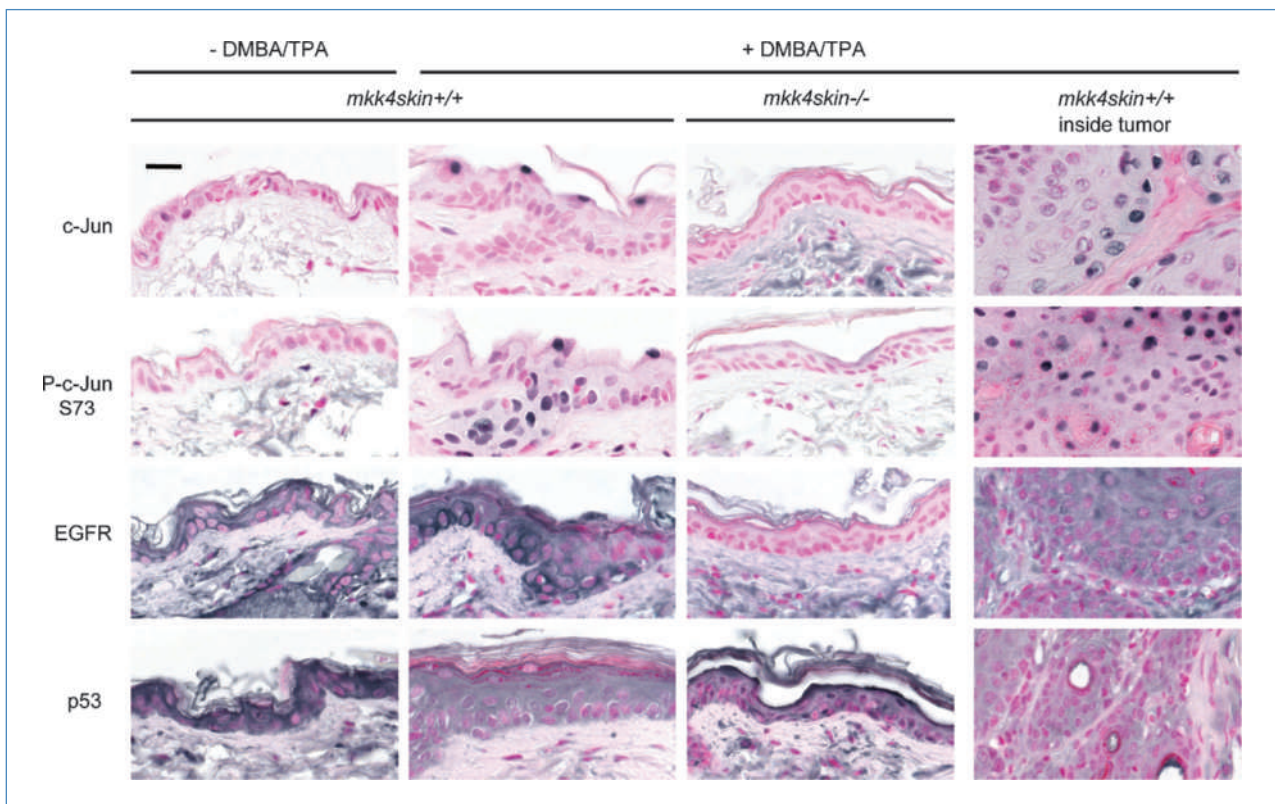 - DMBA/TPA
+ DMBA/TPA
mkk4skin+/+
mkk4skin-/-
mkk4skin+/+
inside tumor
c-Jun
P-c-Jun
S73
EGFR
p53